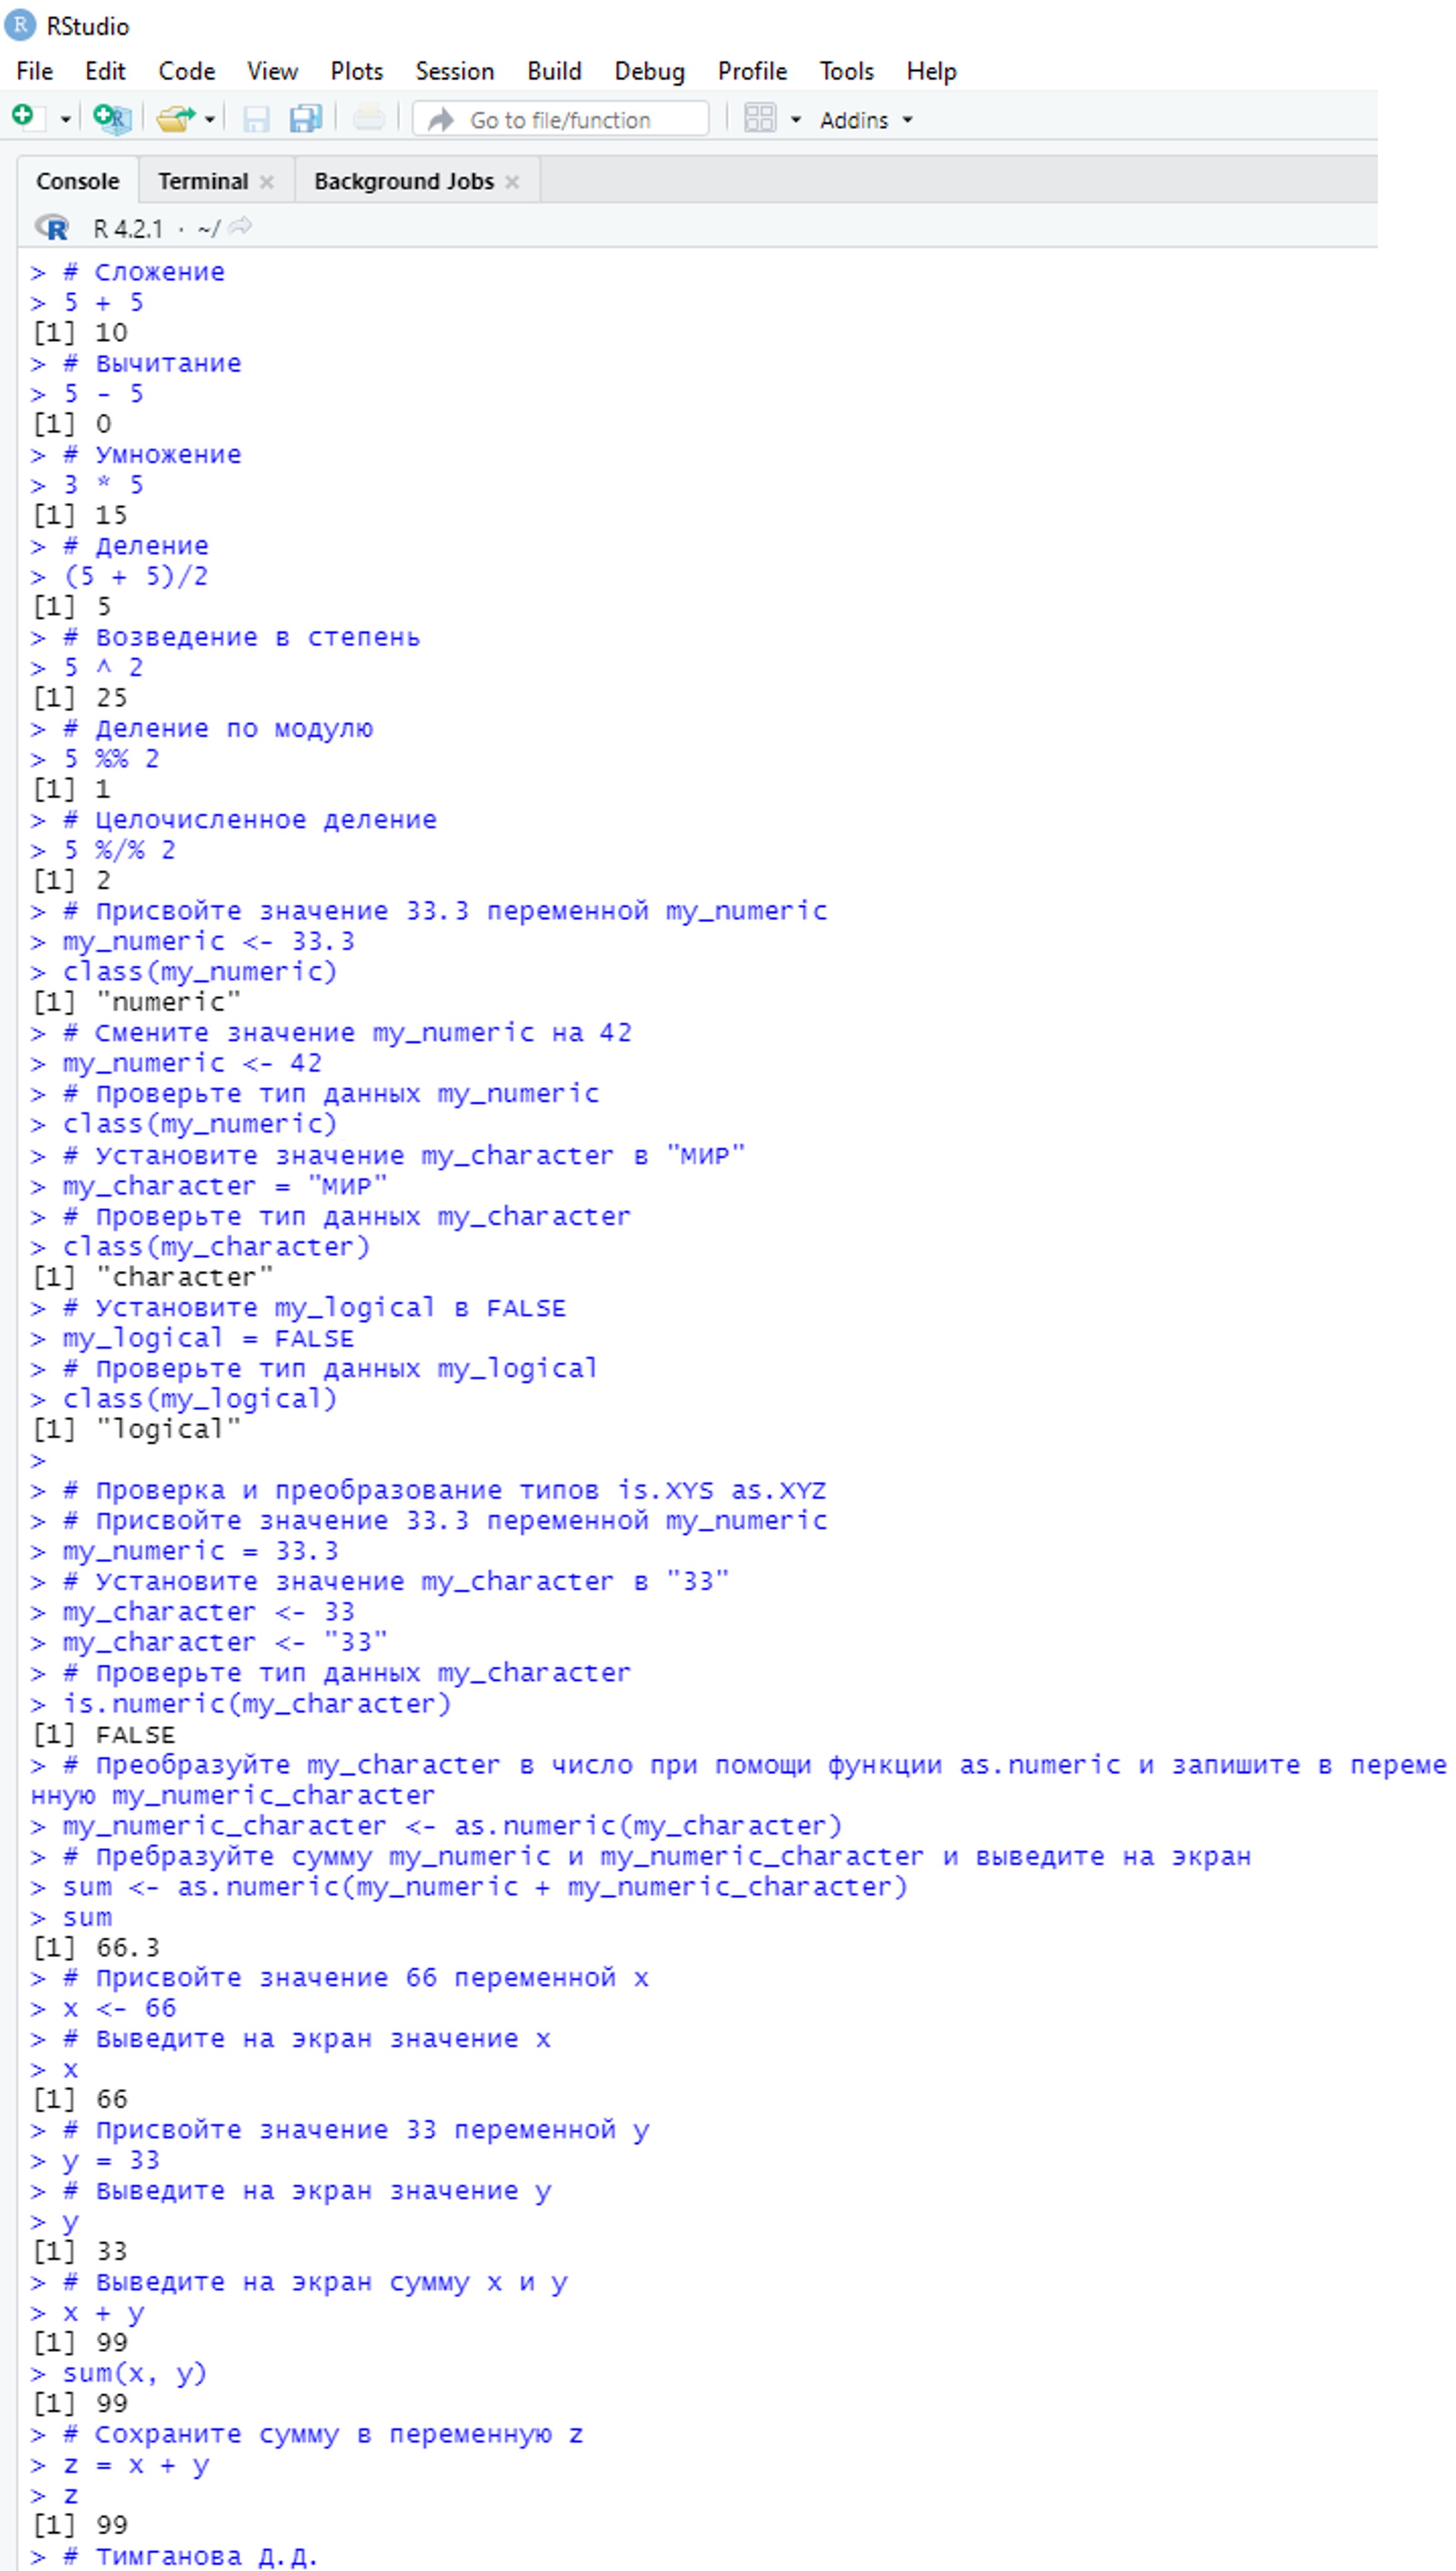 RStudio
File Edit Code View Plots Session Build Debug Profile Tools Help
Go to file/function Addins
Console Terminal Background Jobs
R 4.2.1 · ~/
> # Сложение
> 5 + 5
[1] 10
> # Вычитание
> 5 - 5
[1] 0
> # Умножение
> 3 * 5
[1] 15
> # Деление
> (5 + 5)/2
[1] 5
> # Возведение в степень
> 5 ^ 2
[1] 25
> # Деление по модулю
> 5 %% 2
[1] 1
> # Целочисленное деление
> 5 %/% 2
[1] 2
> # Присвойте значение 33.3 переменной my_numeric
> my_numeric <- 33.3
> class(my_numeric)
[1] "numeric"
> # Смените значение my_numeric на 42
> my_numeric <- 42
> # Проверьте тип данных my_numeric
> class(my_numeric)
> # Установите значение my_character в "МИР"
> my_character = "МИР"
> # Проверьте тип данных my_character
> class(my_character)
[1] "character"
> # Установите my_logical в FALSE
> my_logical = FALSE
> # Проверьте тип данных my_logical
> class(my_logical)
[1] "logical"
>
> # Проверка и преобразование типов is.XYS as.XYZ
> # Присвойте значение 33.3 переменной my_numeric
> my_numeric = 33.3
> # Установите значение my_character в "33"
> my_character <- 33
> my_character <- "33"
> # Проверьте тип данных my_character
> is.numeric(my_character)
[1] FALSE
> # Преобразуйте my_character в число при помощи функции as.numeric и запишите в переме
нную my_numeric_character
> my_numeric_character <- as.numeric(my_character)
> # Пребразуйте сумму my_numeric и my_numeric_character и выведите на экран
> sum <- as.numeric(my_numeric + my_numeric_character)
> sum
[1] 66.3
> # Присвойте значение 66 переменной x
> x <- 66
> # Выведите на экран значение x
> x
[1] 66
> # Присвойте значение 33 переменной y
> y = 33
> # Выведите на экран значение y
> y
[1] 33
> # Выведите на экран сумму x и y
> x + y
[1] 99
> sum(x, y)
[1] 99
> # Сохраните сумму в переменную z
> z = x + y
> z
[1] 99
> # Тимганова Д.Д.